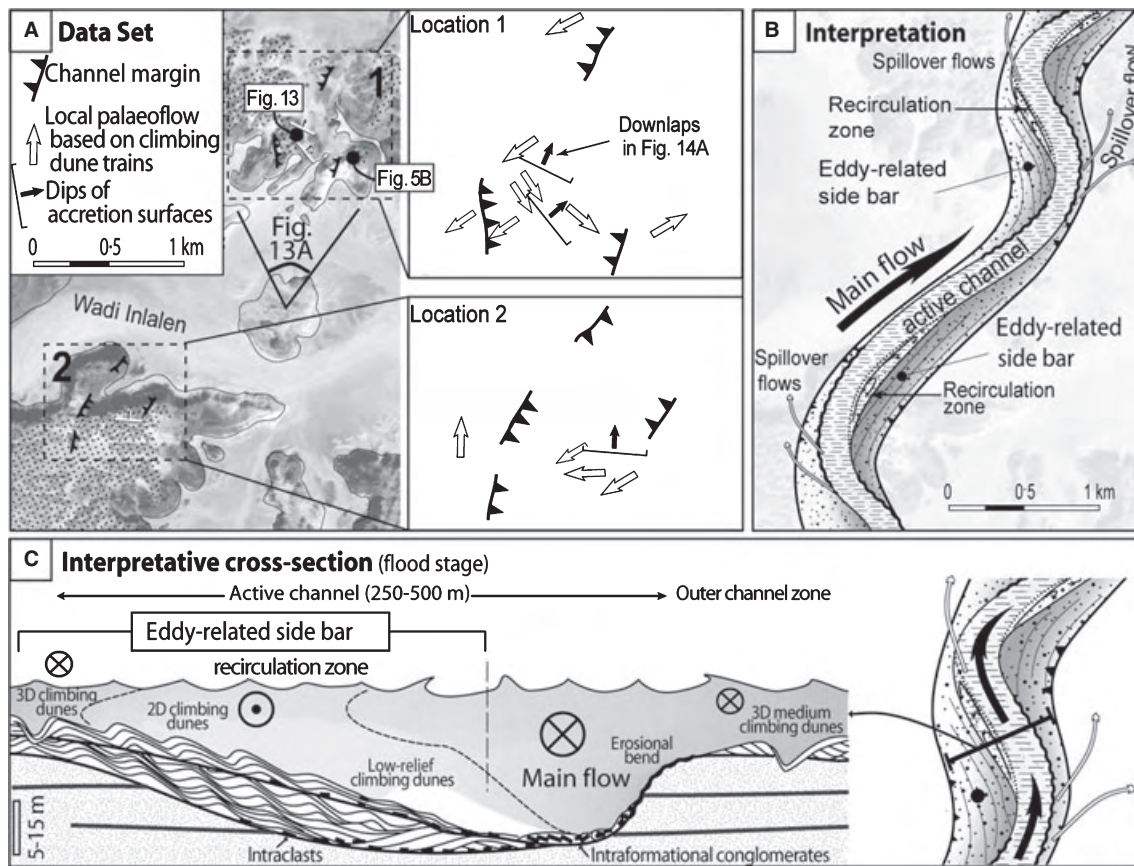 A Data Set
Channel margin
Local palaeoflow
based on climbing
dune trains
Dips of
accretion surfaces
0 0·5 1 km
1
Fig. 13
Fig. 5B
Fig.
13A
Wadi Inlalen
2
Location 1
Downlaps
in Fig. 14A
Location 2
B Interpretation
Spillover flows
Spillover flow
Recirculation
zone
Eddy-related
side bar
Main flow
active channel
Eddy-related
side bar
Spillover
flows
Recirculation
zone
0 0·5 1 km
C Interpretative cross-section (flood stage)
Active channel (250-500 m)
Outer channel zone
Eddy-related side bar
recirculation zone
3D climbing
dunes
2D climbing
dunes
Low-relief
climbing dunes
Main flow
Erosional
bend
3D medium
climbing dunes
5-15 m
Intraclasts
Intraformational conglomerates